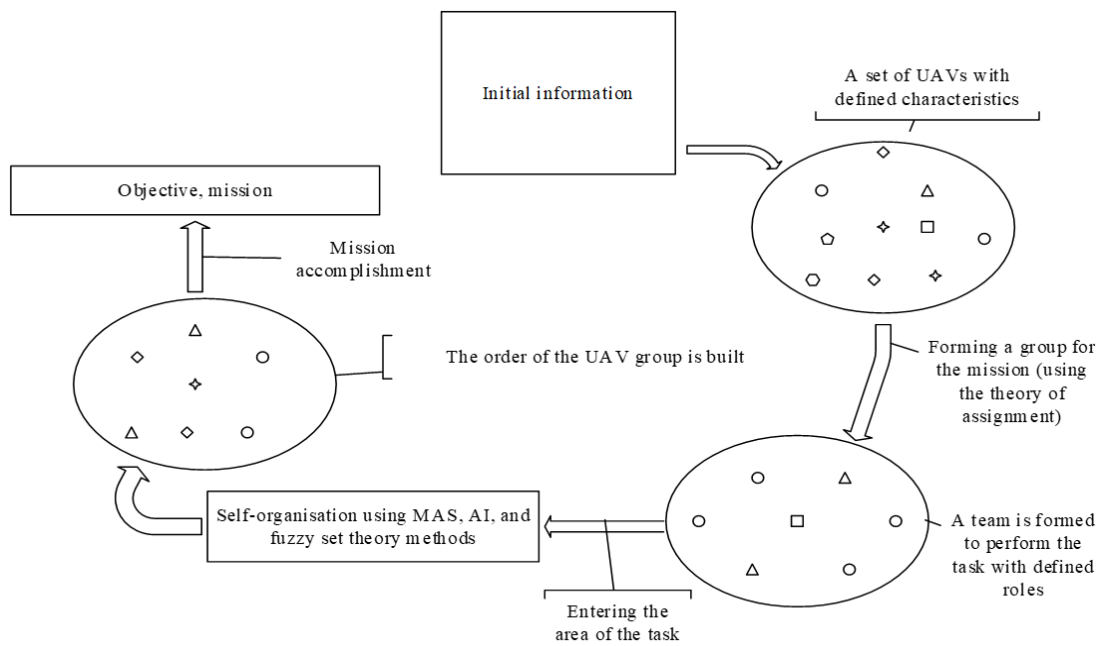 Initial information
A set of UAVs with
defined characteristics
Objective, mission
Mission
accomplishment
The order of the UAV group is built
Forming a group for
the mission (using
the theory of
assignment)
Self-organisation using MAS, AI, and
fuzzy set theory methods
A team is formed
to perform the
task with defined
roles
Entering the
area of the task